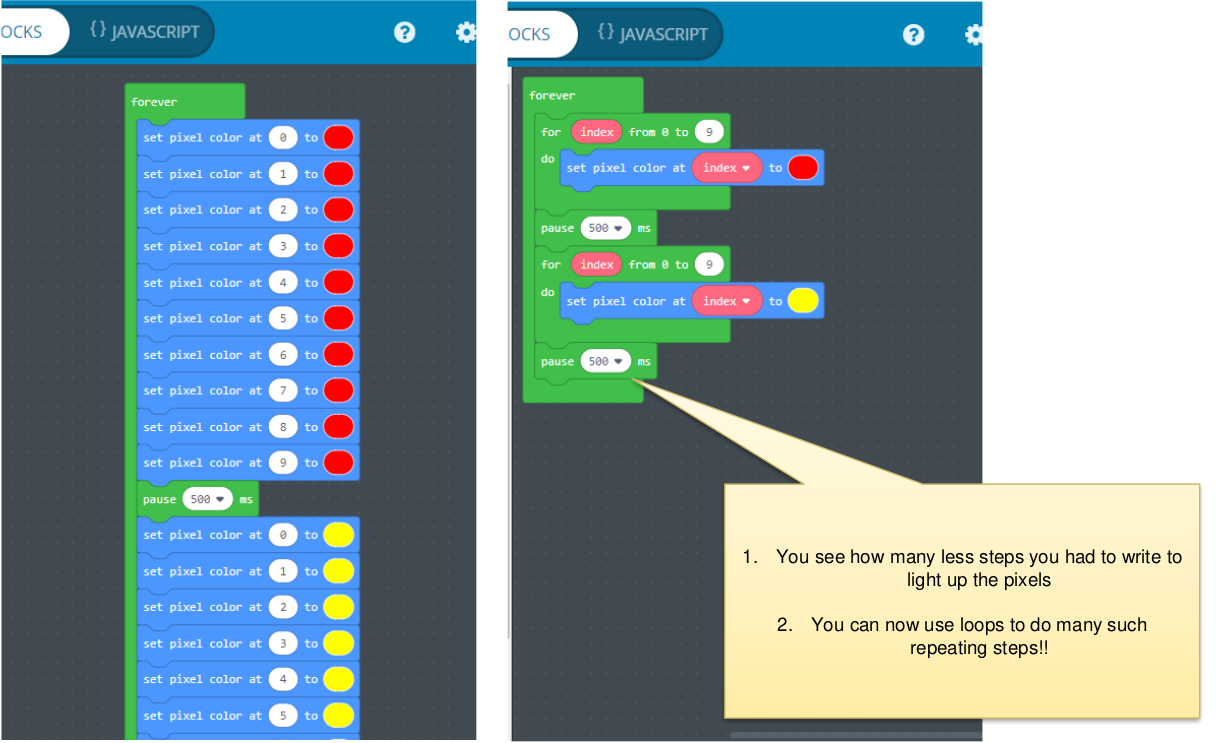 OCKS
{ } JAVASCRIPT
?
forever
set pixel color at 0 to
set pixel color at 1 to
set pixel color at 2 to
set pixel color at 3 to
set pixel color at 4 to
set pixel color at 5 to
set pixel color at 6 to
set pixel color at 7 to
set pixel color at 8 to
set pixel color at 9 to
pause 500 ms
set pixel color at 0 to
set pixel color at 1 to
set pixel color at 2 to
set pixel color at 3 to
set pixel color at 4 to
set pixel color at 5 to
OCKS
{ } JAVASCRIPT
?
forever
for index from 0 to 9
do set pixel color at index to
pause 500 ms
for index from 0 to 9
do set pixel color at index to
pause 500 ms
1. You see how many less steps you had to write to
light up the pixels
2. You can now use loops to do many such
repeating steps!!